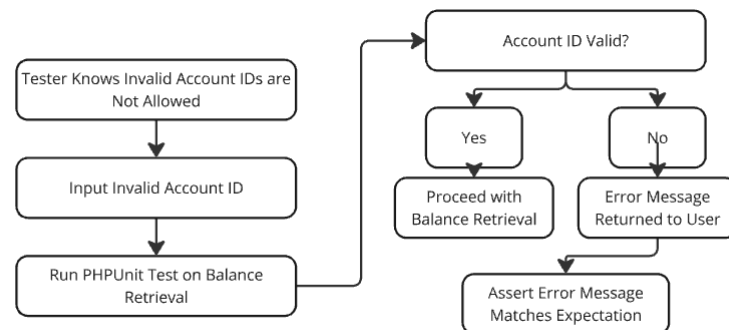 Tester Knows Invalid Account IDs are
Not Allowed
Input Invalid Account ID
Run PHPUnit Test on Balance
Retrieval
Account ID Valid?
Yes
No
Proceed with
Balance Retrieval
Error Message
Returned to User
Assert Error Message
Matches Expectation